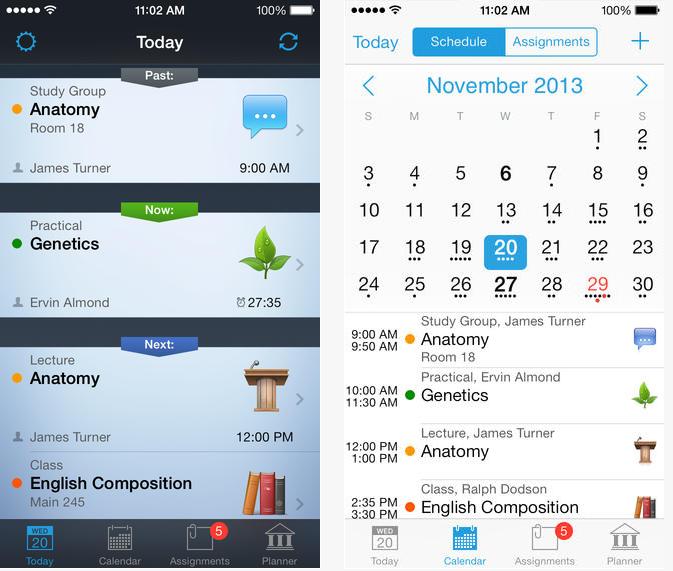 11:02 AM 100%
Today
Past:
Study Group
Anatomy
Room 18
James Turner 9:00 AM
Now:
Practical
Genetics
Ervin Almond 27:35
Next:
Lecture
Anatomy
James Turner 12:00 PM
Class
English Composition
Main 245
WED
20
5
Today Calendar Assignments Planner
11:02 AM 100%
Today Schedule Assignments +
November 2013
S M T W T F S
1 2
3 4 5 6 7 8 9
10 11 12 13 14 15 16
17 18 19 20 21 22 23
24 25 26 27 28 29 30
Study Group, James Turner
9:00 AM
9:50 AM
Anatomy
Room 18
Practical, Ervin Almond
10:00 AM
11:30 AM
Genetics
Lecture, James Turner
12:00 PM
1:00 PM
Anatomy
Class, Ralph Dodson
2:35 PM
3:30 PM
English Composition
WED
20
5
Today Calendar Assignments Planner